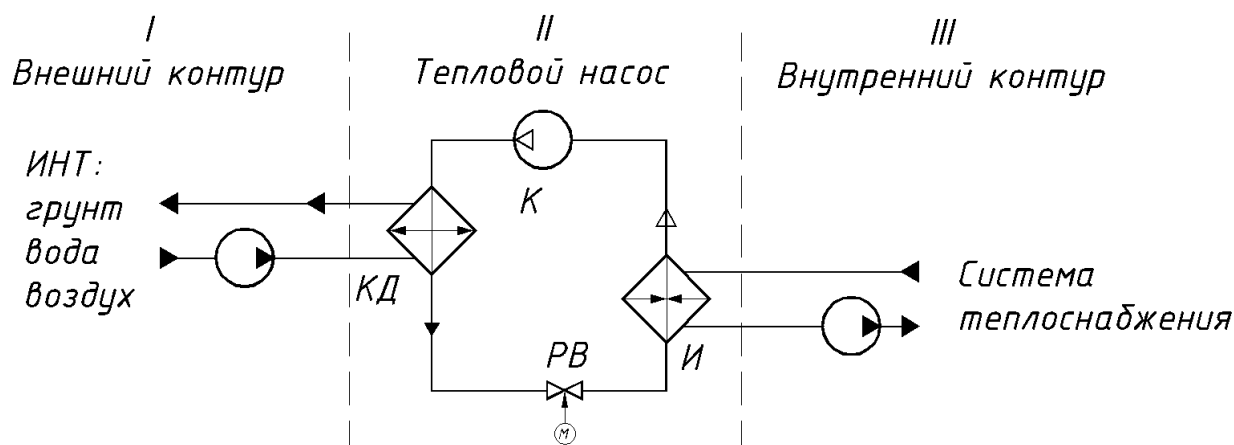 I
Внешний контур
II
Тепловой насос
III
Внутренний контур
ИНТ:
грунт
вода
воздух
К
КД
РВ
И
М
Система
теплоснабжения